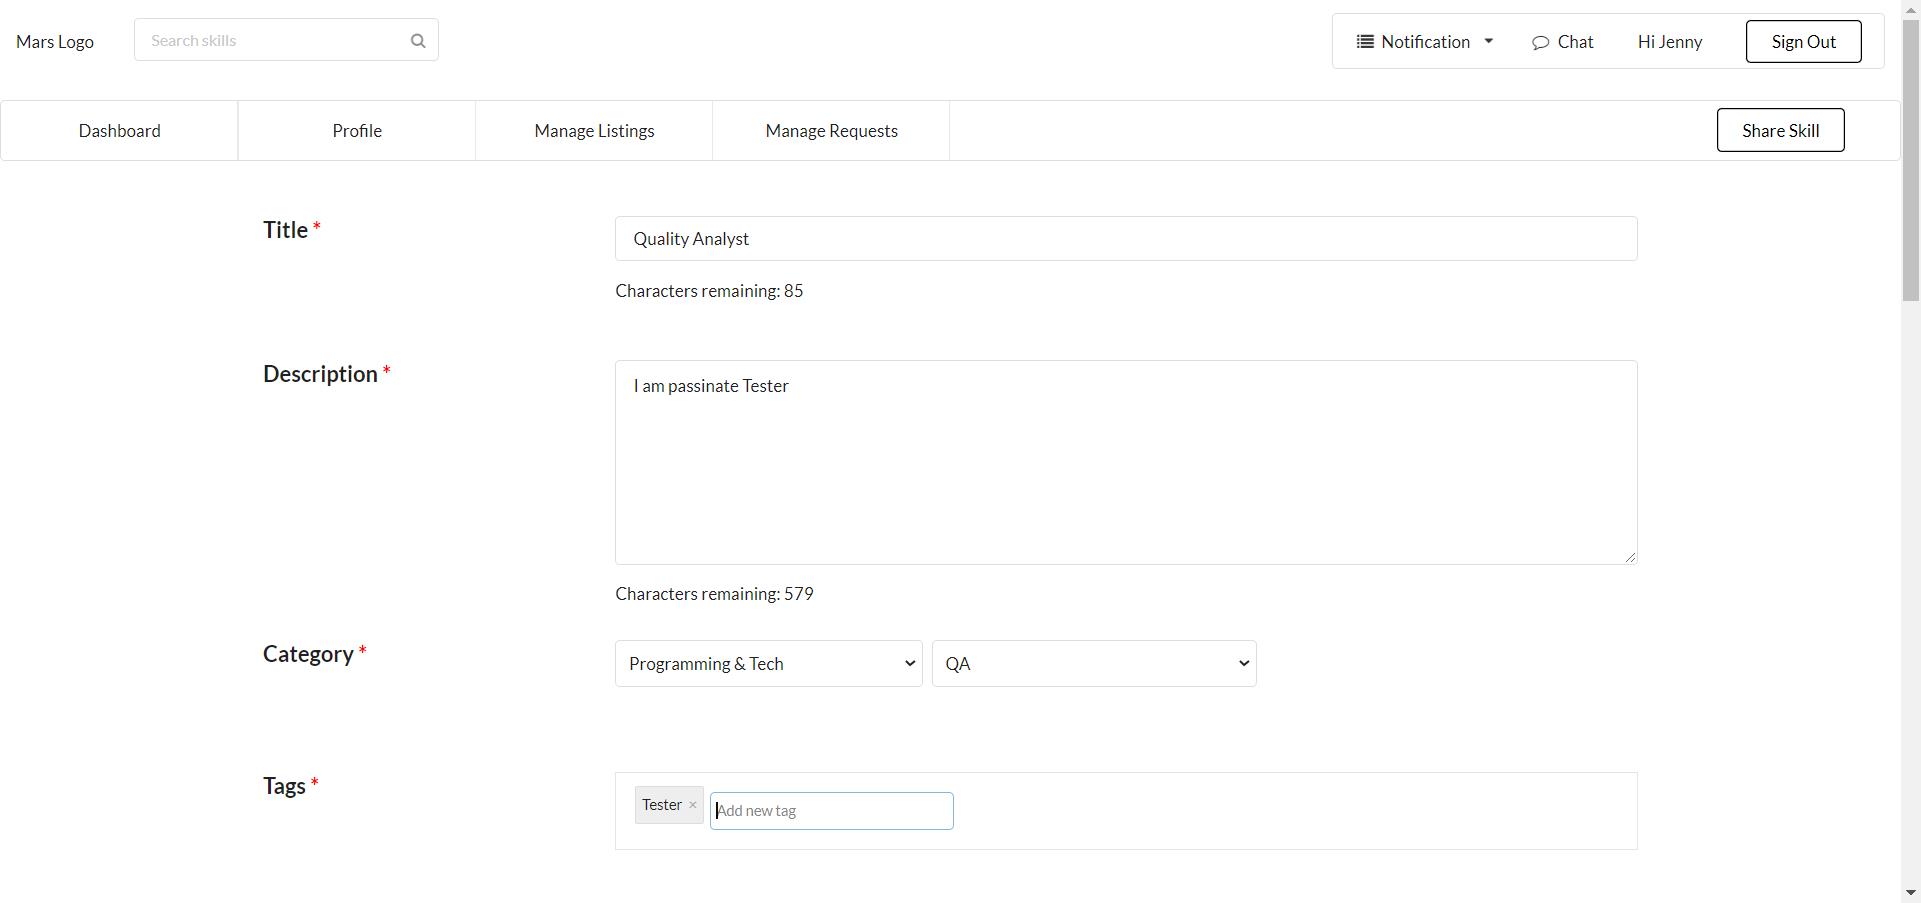 Mars Logo
Search skills
Notification
Chat
Hi Jenny
Sign Out
Dashboard
Profile
Manage Listings
Manage Requests
Share Skill
Title *
Quality Analyst
Characters remaining: 85
Description *
I am passinate Tester
Characters remaining: 579
Category *
Programming & Tech
QA
Tags *
Tester ×
Add new tag